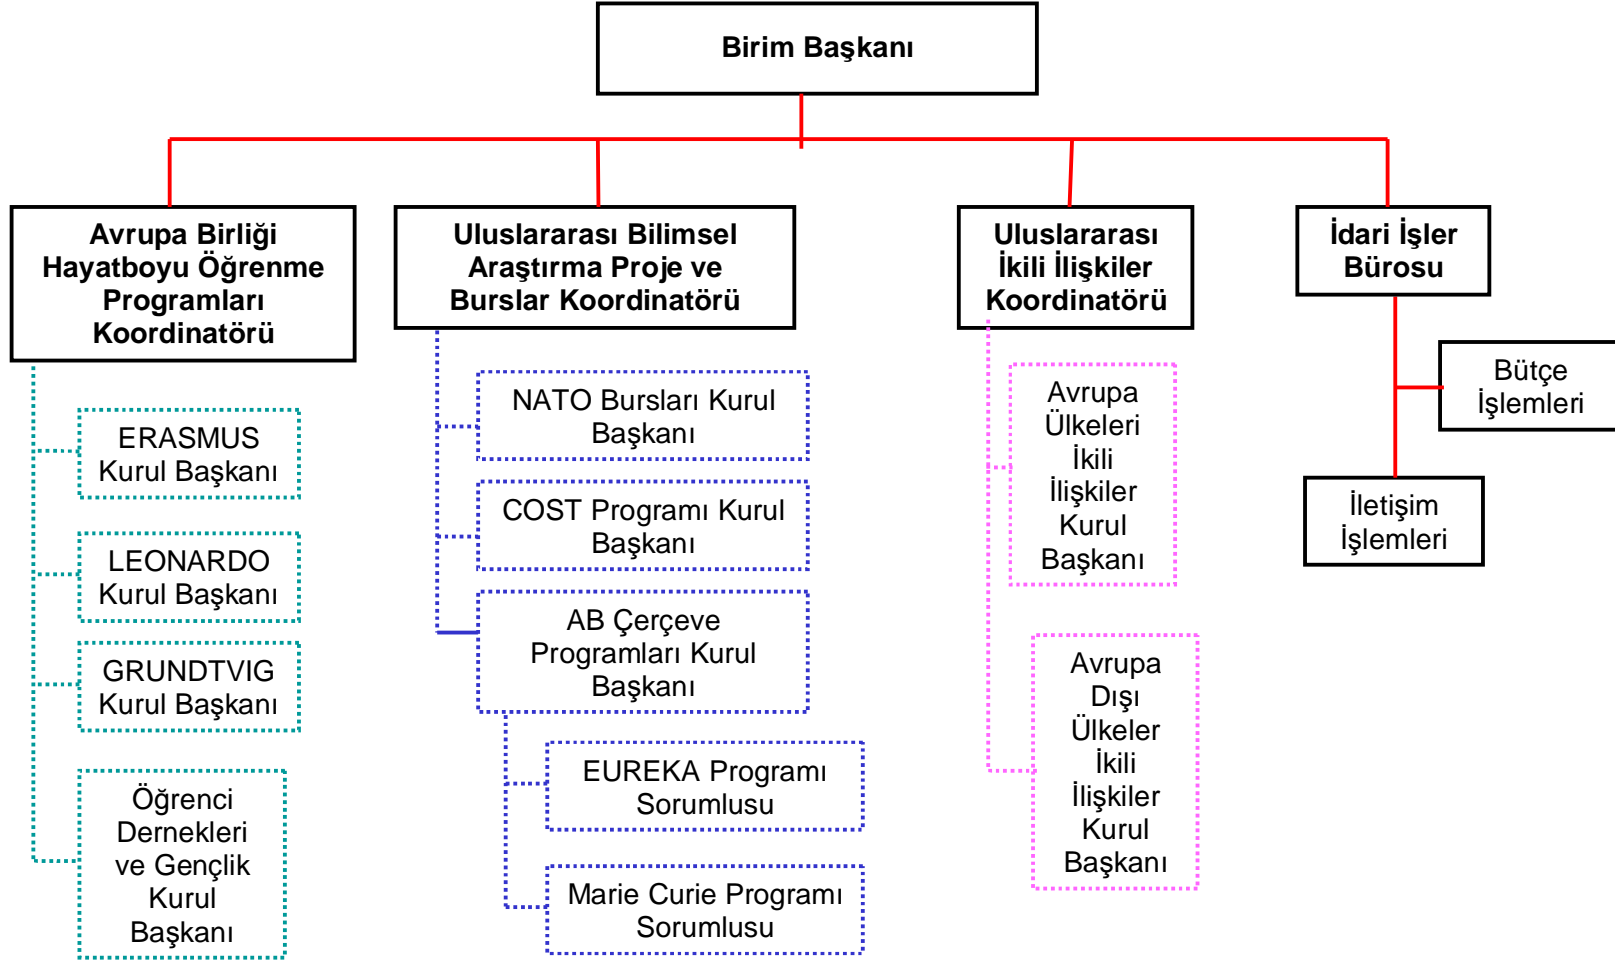 Birim Başkanı
Avrupa Birliği
Hayatboyu Öğrenme
Programları
Koordinatörü
Uluslararası Bilimsel
Araştırma Proje ve
Burslar Koordinatörü
Uluslararası
İkili İlişkiler
Koordinatörü
İdari İşler
Bürosu
ERASMUS
Kurul Başkanı
LEONARDO
Kurul Başkanı
GRUNDTVIG
Kurul Başkanı
Öğrenci
Dernekleri
ve Gençlik
Kurul
Başkanı
NATO Bursları Kurul
Başkanı
COST Programı Kurul
Başkanı
AB Çerçeve
Programları Kurul
Başkanı
EUREKA Programı
Sorumlusu
Marie Curie Programı
Sorumlusu
Avrupa
Ülkeleri
İkili
İlişkiler
Kurul
Başkanı
Avrupa
Dışı
Ülkeler
İkili
İlişkiler
Kurul
Başkanı
Bütçe
İşlemleri
İletişim
İşlemleri